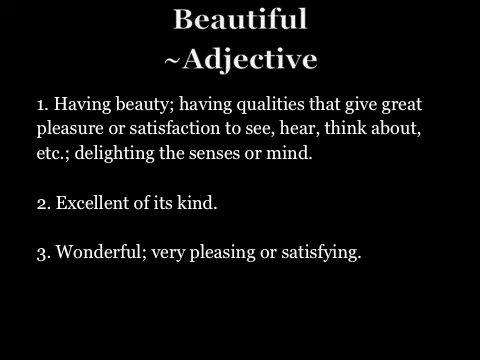 Beautiful
~Adjective
1. Having beauty; having qualities that give great
pleasure or satisfaction to see, hear, think about,
etc.; delighting the senses or mind.
2. Excellent of its kind.
3. Wonderful; very pleasing or satisfying.